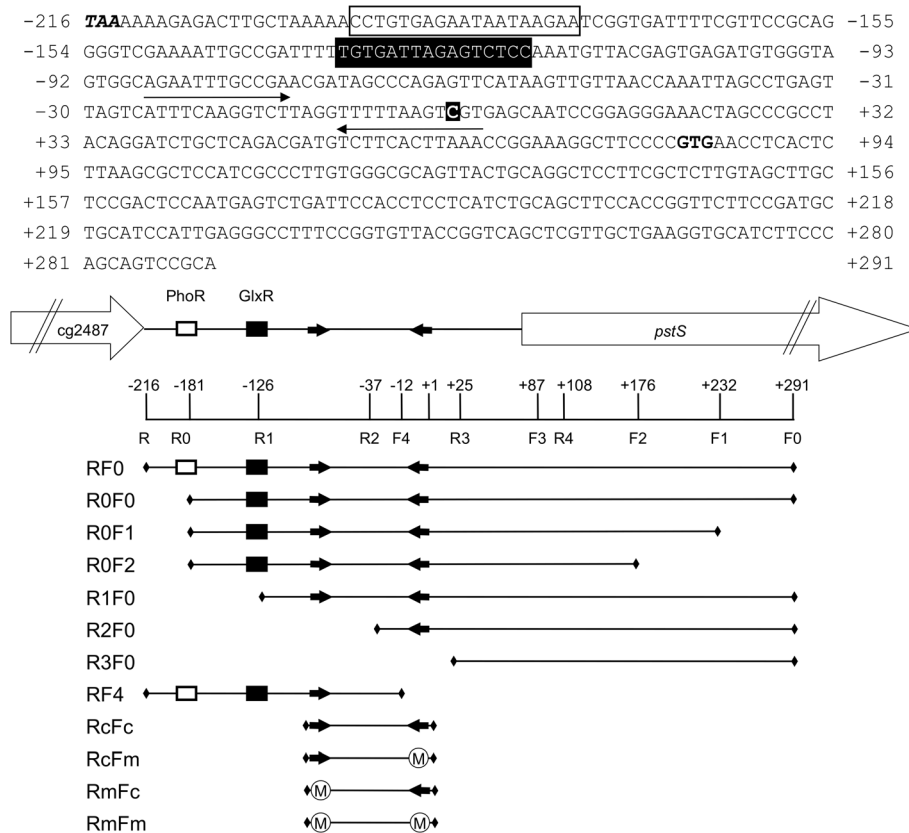 -216 TAAAAAAGAGACTTGCTAAAAACCTGTGAGAATAATAAGAATCGGTGATTTTCGTTCCGCAG -155
-154 GGGTCGAAAATTGCCGATTTTTGTGATTAGAGTCTCCAAATGTTACGAGTGAGATGTGGGTA -93
-92 GTGGCAGAATTTGCCGAACGATAGCCCAGAGTTCATAAGTTGTTAACCAAATTAGCCTGAGT -31
-30 TAGTCATTTCAAGGTCTTAGGTTTTTAAGTCGTGAGCAATCCGGAGGGAAACTAGCCCGCCT +32
+33 ACAGGATCTGCTCAGACGATGTCTTCACTTAAACCGGAAAGGCTTCCCCGTGAACCTCACTC +94
+95 TTAAGCGCTCCATCGCCCTTGTGGGCGCAGTTACTGCAGGCTCCTTCGCTCTTGTAGCTTGC +156
+157 TCCGACTCCAATGAGTCTGATTCCACCTCCTCATCTGCAGCTTCCACCGGTTCTTCCGATGC +218
+219 TGCATCCATTGAGGGCCTTTCCGGTGTTACCGGTCAGCTCGTTGCTGAAGGTGCATCTTCCC +280
+281 AGCAGTCCGCA +291
PhoR GlxR
cg2487 pstS
-216 -181 -126 -37 -12 +1 +25 +87 +108 +176 +232 +291
R R0 R1 R2 F4 R3 F3 R4 F2 F1 F0
RF0
R0F0
R0F1
R0F2
R1F0
R2F0
R3F0
RF4
RcFc
RcFm M
RmFc M
RmFm M M